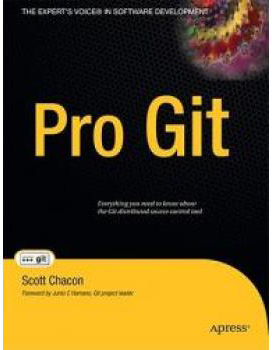 THE EXPERT'S VOICE® IN SOFTWARE DEVELOPMENT
Pro Git
Everything you need to know about
the Git distributed source control tool
git
Scott Chacon
Foreword by Junio C Hamano, Git project leader
Apress®